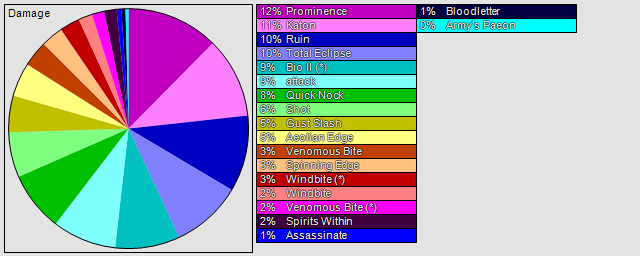 Damage
12% Prominence
11% Katon
10% Ruin
10% Total Eclipse
9% Bio II (*)
9% attack
8% Quick Nock
6% Shot
5% Gust Slash
5% Aeolian Edge
3% Venomous Bite
3% Spinning Edge
3% Windbite (*)
2% Windbite
2% Venomous Bite (*)
2% Spirits Within
1% Assassinate
1% Bloodletter
0% Army's Paeon